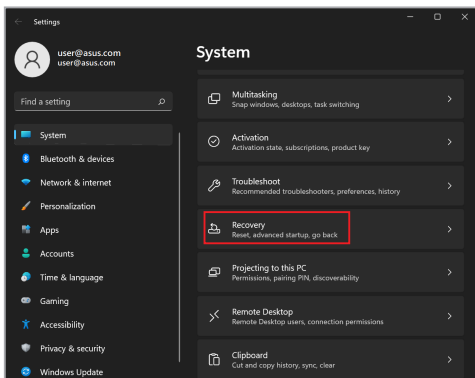 Settings
user@asus.com
user@asus.com
Find a setting
System
Bluetooth & devices
Network & internet
Personalization
Apps
Accounts
Time & language
Gaming
Accessibility
Privacy & security
Windows Update
System
Multitasking
Snap windows, desktops, task switching
Activation
Activation state, subscriptions, product key
Troubleshoot
Recommended troubleshooters, preferences, history
Recovery
Reset, advanced startup, go back
Projecting to this PC
Permissions, pairing PIN, discoverability
Remote Desktop
Remote Desktop users, connection permissions
Clipboard
Cut and copy history, sync, clear